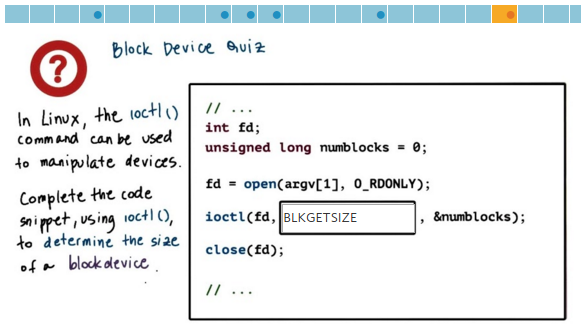 Block Device Quiz
?
In Linux, the ioctl()
command can be used
to manipulate devices.
Complete the code
snippet, using ioctl(),
to determine the size
of a block device.
// ...
int fd;
unsigned long numblocks = 0;
fd = open(argv[1], O_RDONLY);
ioctl(fd, BLKGETSIZE , &numblocks);
close(fd);
// ...